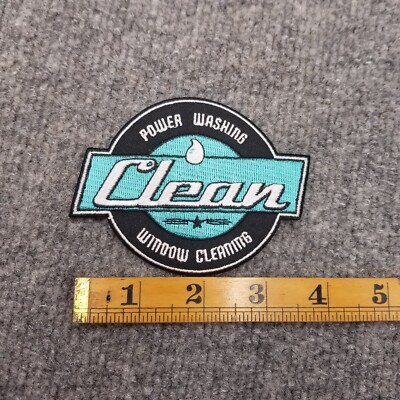 POWER WASHING
Clean
WINDOW CLEANING
1 2 3 4 5